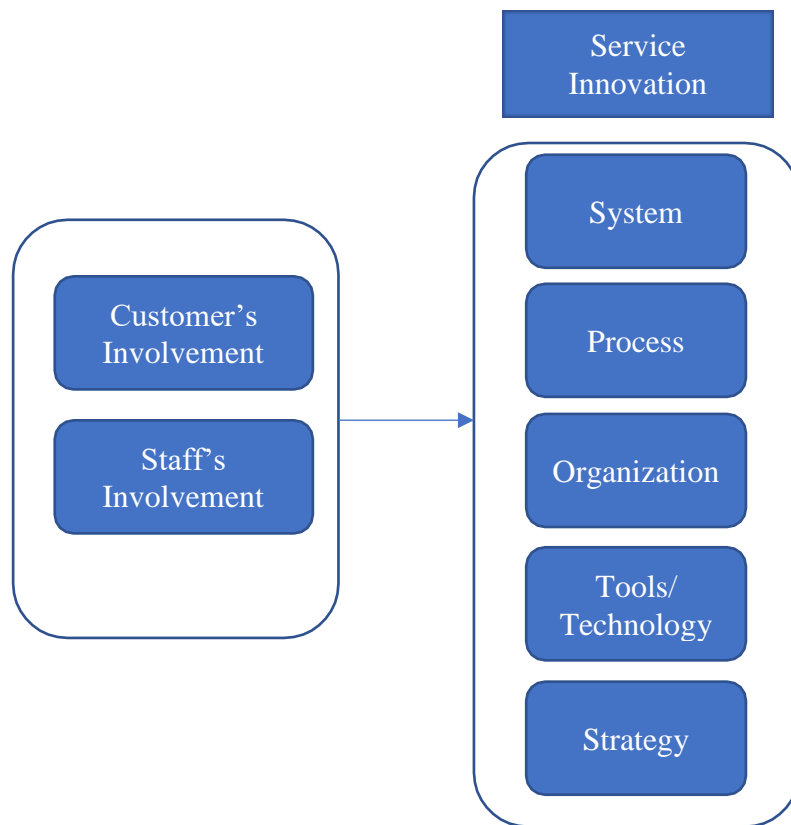 Service
Innovation
System
Customer’s
Involvement
Process
Staff’s
Involvement
Organization
Tools/
Technology
Strategy